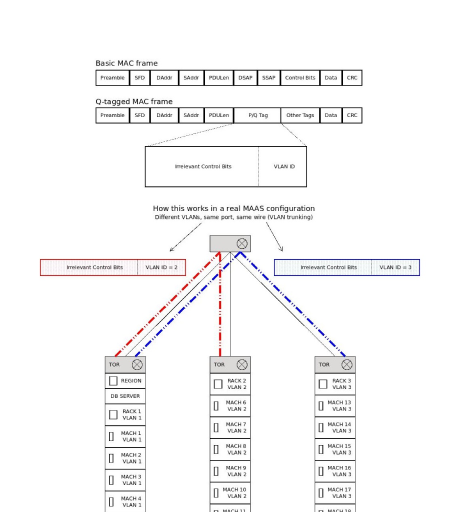 Basic MAC frame
Preamble SFD DAddr SAddr PDULen DSAP SSAP Control Bits Data CRC
Q-tagged MAC frame
Preamble SFD DAddr SAddr PDULen P/Q Tag Other Tags Data CRC
Irrelevant Control Bits VLAN ID
How this works in a real MAAS configuration
Different VLANs, same port, same wire (VLAN trunking)
Irrelevant Control Bits VLAN ID = 2
Irrelevant Control Bits VLAN ID = 3
TOR
REGION
DB SERVER
RACK 1
VLAN 1
MACH 1
VLAN 1
MACH 2
VLAN 1
MACH 3
VLAN 1
MACH 4
VLAN 1
TOR
RACK 2
VLAN 2
MACH 6
VLAN 2
MACH 7
VLAN 2
MACH 8
VLAN 2
MACH 9
VLAN 2
MACH 10
VLAN 2
TOR
RACK 3
VLAN 3
MACH 13
VLAN 3
MACH 14
VLAN 3
MACH 15
VLAN 3
MACH 16
VLAN 3
MACH 17
VLAN 3